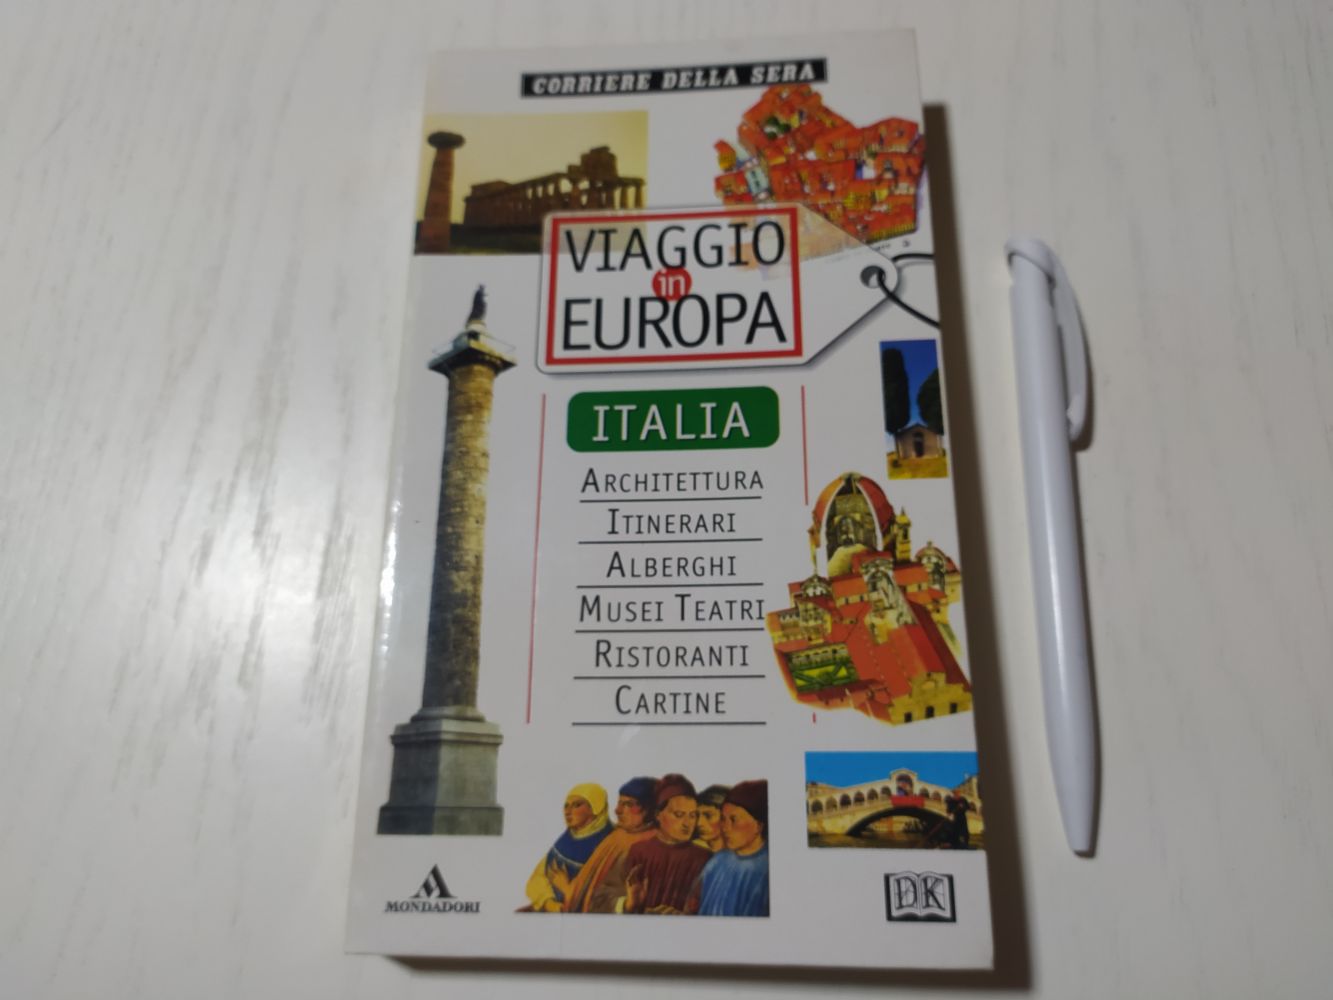 CORRIERE DELLA SERA
VIAGGIO
in
EUROPA
ITALIA
ARCHITETTURA
ITINERARI
ALBERGHI
MUSEI TEATRI
RISTORANTI
CARTINE
MONDADORI
DK